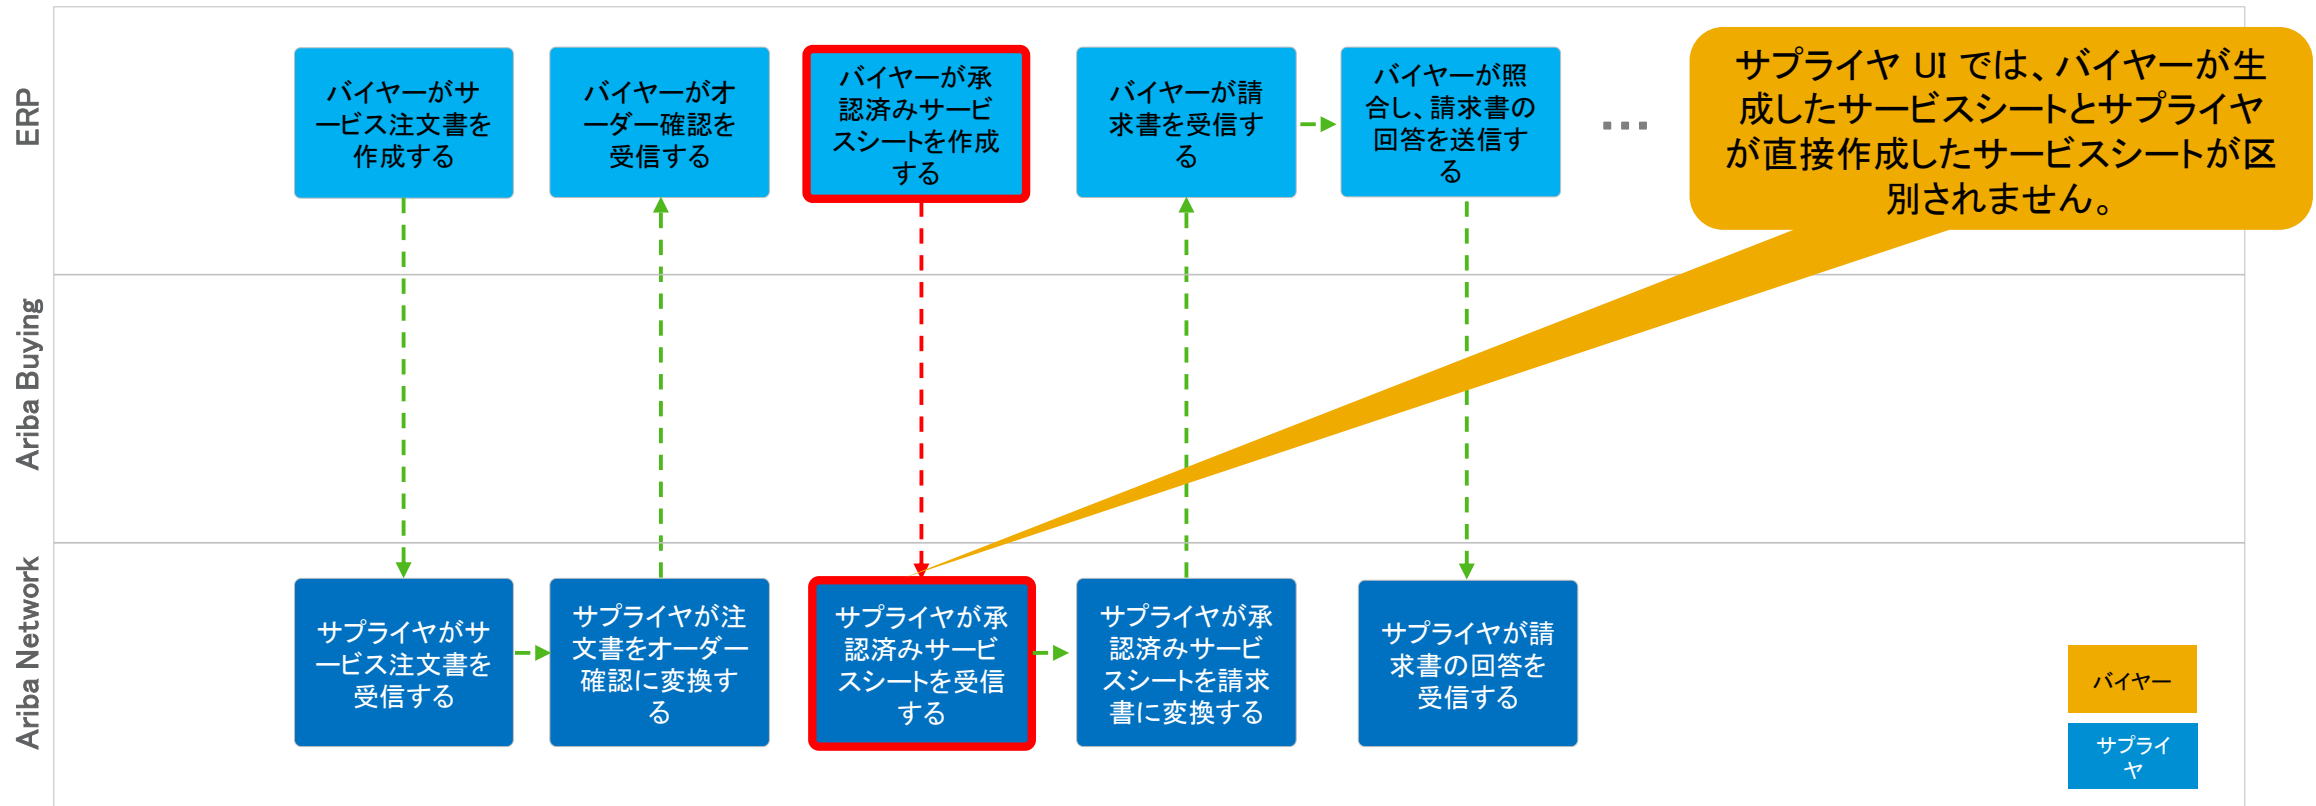 ERP
バイヤーがサ
ービス注文書を
作成する
バイヤーがオ
ーダー確認を
受信する
バイヤーが承
認済みサービ
スシートを作成
する
バイヤーが請
求書を受信す
る
バイヤーが照
合し、請求書の
回答を送信す
る
...
サプライヤ UI では、バイヤーが生
成したサービスシートとサプライヤ
が直接作成したサービスシートが区
別されません。
Ariba Buying
Ariba Network
サプライヤがサ
ービス注文書を
受信する
サプライヤが注
文書をオーダー
確認に変換す
る
サプライヤが承
認済みサービ
スシートを受信
する
サプライヤが承
認済みサービ
スシートを請求
書に変換する
サプライヤが請
求書の回答を
受信する
バイヤー
サプライ
ヤ